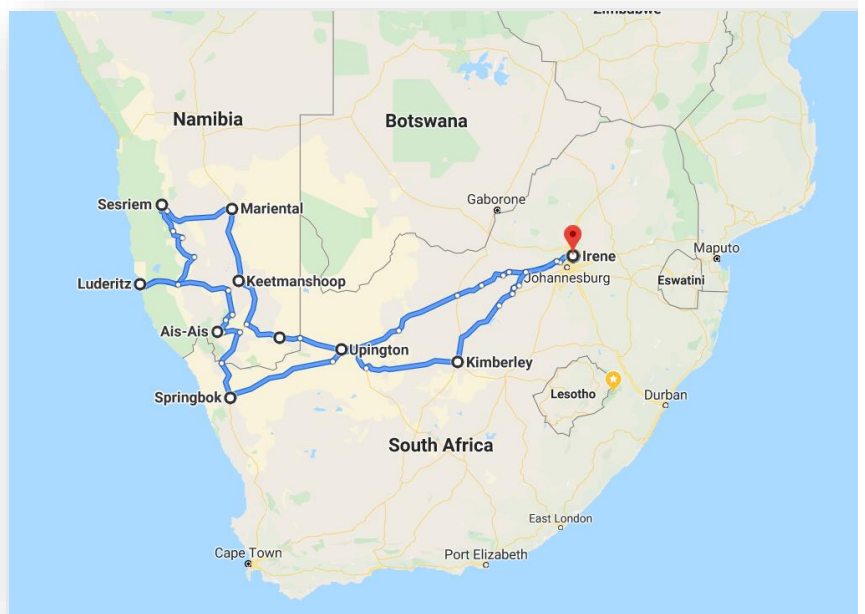 Zimbabwe
Namibia
Botswana
Sesriem
Mariental
Gaborone
Irene
Maputo
Johannesburg
Eswatini
Luderitz
Keetmanshoop
Ais-Ais
Upington
Kimberley
Springbok
Lesotho
Durban
South Africa
East London
Cape Town
Port Elizabeth